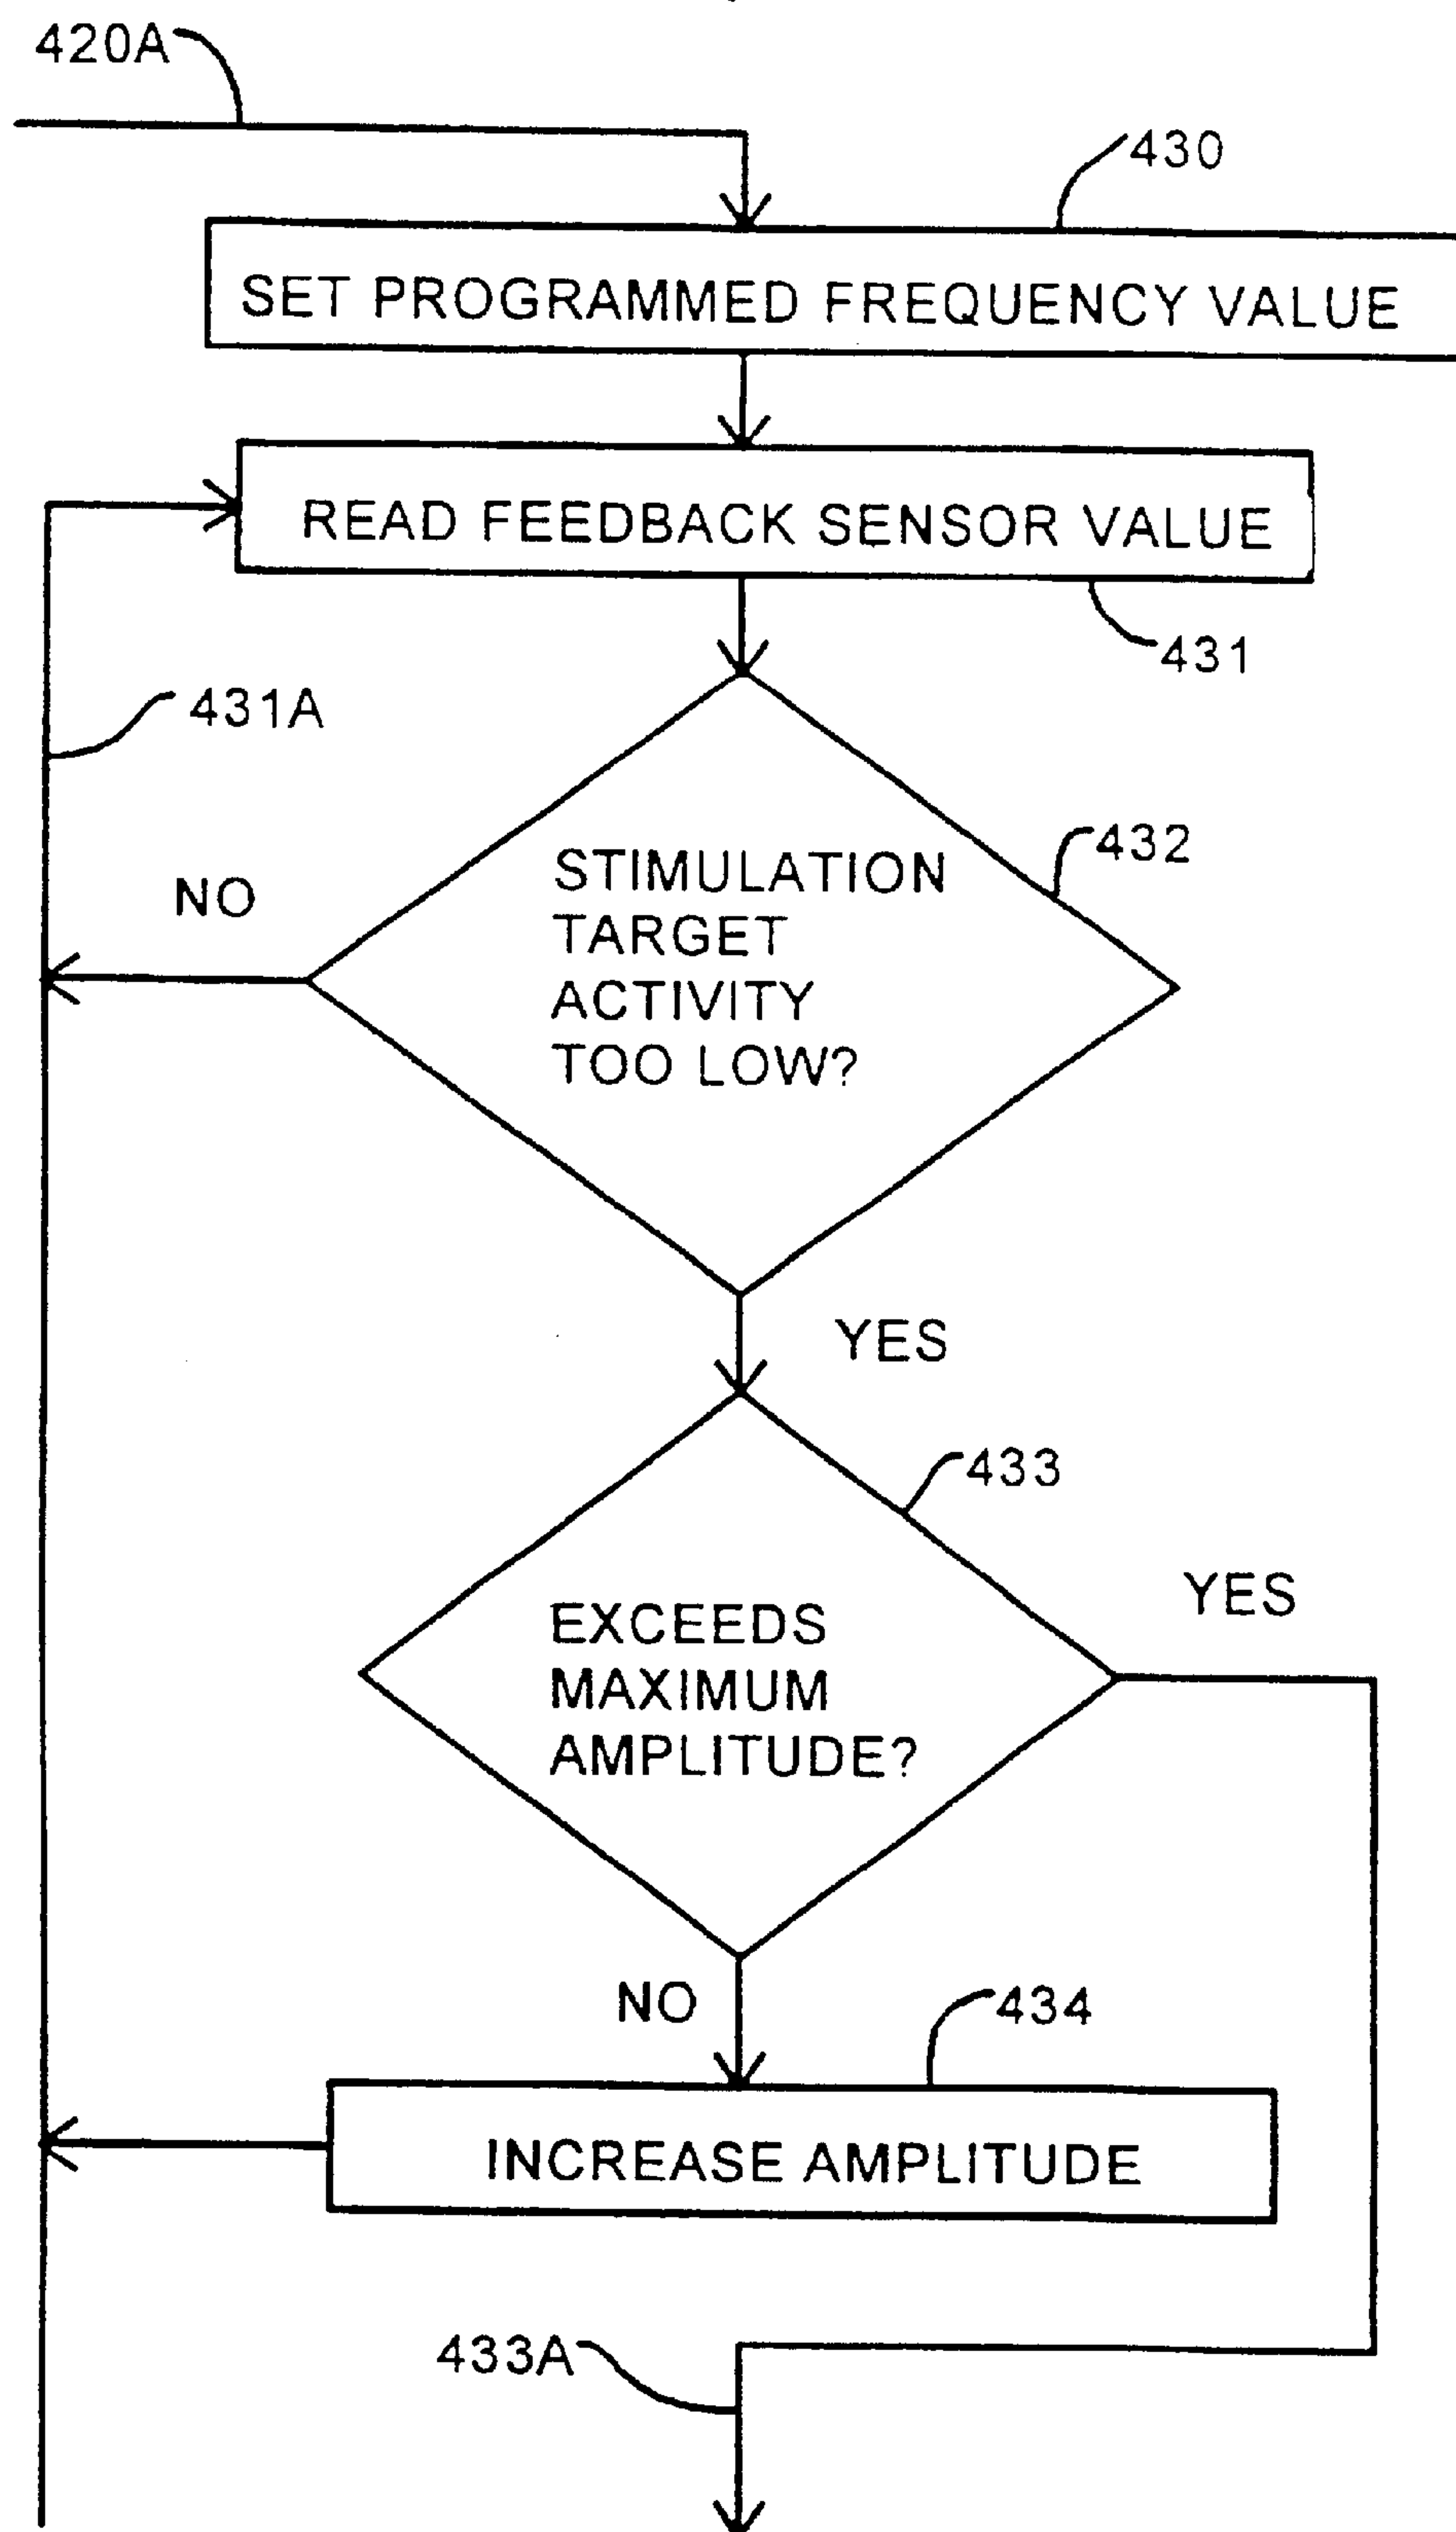 420A
430
SET PROGRAMMED FREQUENCY VALUE
READ FEEDBACK SENSOR VALUE
431
431A
432
NO
STIMULATION
TARGET
ACTIVITY
TOO LOW?
YES
433
YES
EXCEEDS
MAXIMUM
AMPLITUDE?
NO
434
INCREASE AMPLITUDE
433A